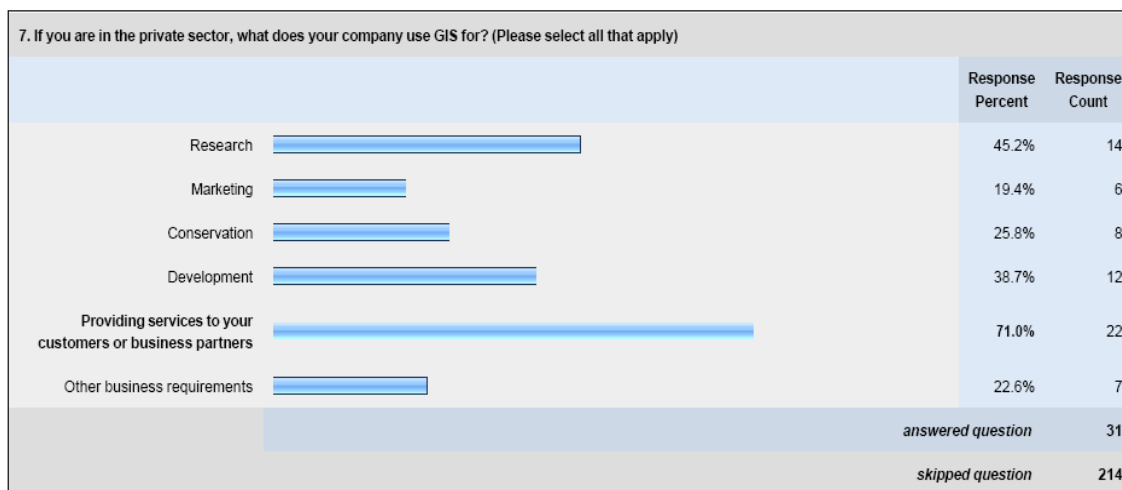 7. If you are in the private sector, what does your company use GIS for? (Please select all that apply)
Response Percent
Response Count
Research 45.2% 14
Marketing 19.4% 6
Conservation 25.8% 8
Development 38.7% 12
Providing services to your
customers or business partners 71.0% 22
Other business requirements 22.6% 7
answered question 31
skipped question 214